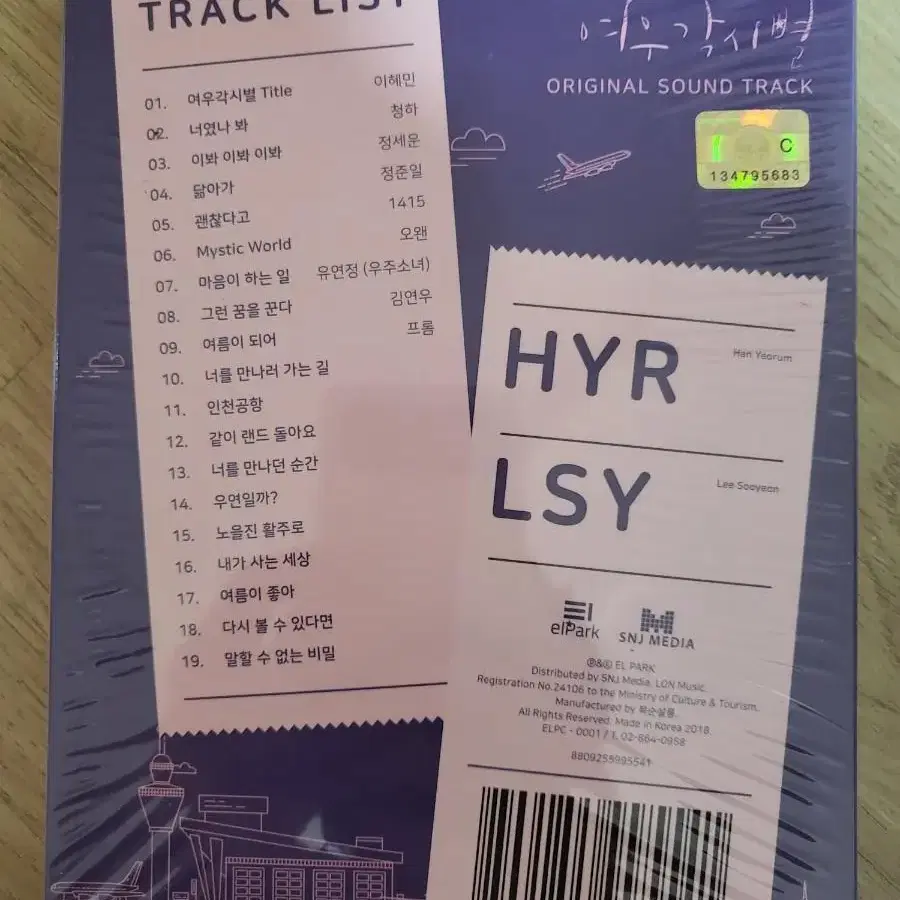 TRACK LIST
01. 여우각시별 Title 이혜민
02. 너였나 봐 청하
03. 이봐 이봐 이봐 정세운
04. 닮아가 정준일
05. 괜찮다고 1415
06. Mystic World 오왠
07. 마음이 하는 일 유연정 (우주소녀)
08. 그런 꿈을 꾼다 김연우
09. 여름이 되어 프롬
10. 너를 만나러 가는 길
11. 인천공항
12. 같이 랜드 돌아요
13. 너를 만나던 순간
14. 우연일까?
15. 노을진 활주로
16. 내가 사는 세상
17. 여름이 좋아
18. 다시 볼 수 있다면
19. 말할 수 없는 비밀
여우각시별
ORIGINAL SOUND TRACK
C
134795683
HYR
Han Yeorum
LSY
Lee Sooyeon
elPark
SNJ MEDIA
℗&© EL PARK
Distributed by SNJ Media, LON Music.
Registration No.24106 to the Ministry of Culture & Tourism.
Manufactured by
All Rights Reserved. Made in Korea 2018.
ELPC - 0001 / T. 02-864-0958